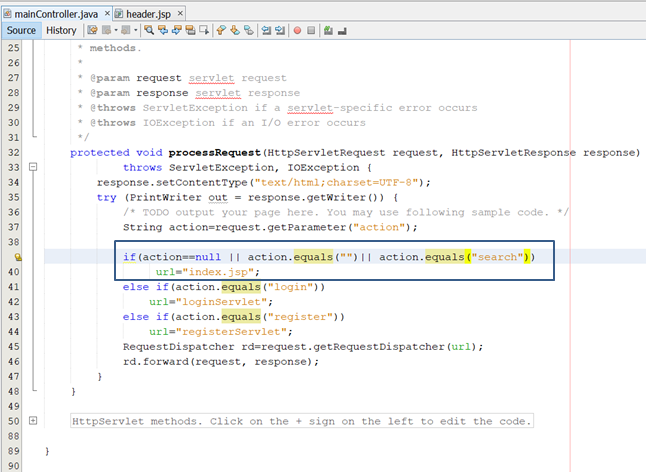 mainController.java × header.jsp ×
Source History
25 * methods.
26 *
27 * @param request servlet request
28 * @param response servlet response
28 * @throws ServletException if a servlet-specific error occurs
30 * @throws IOException if an I/O error occurs
31 */
32 protected void processRequest(HttpServletRequest request, HttpServletResponse response)
33 throws ServletException, IOException {
34 response.setContentType("text/html;charset=UTF-8");
35 try (PrintWriter out = response.getWriter()) {
36 /* TODO output your page here. You may use following sample code. */
37 String action=request.getParameter("action");
38
if(action==null || action.equals("")|| action.equals("search"))
40 url="index.jsp";
41 else if(action.equals("login"))
42 url="loginServlet";
43 else if(action.equals("register"))
44 url="registerServlet";
45 RequestDispatcher rd=request.getRequestDispatcher(url);
46 rd.forward(request, response);
47 }
48 }
49
50 HttpServlet methods. Click on the + sign on the left to edit the code.
88
89 }
90